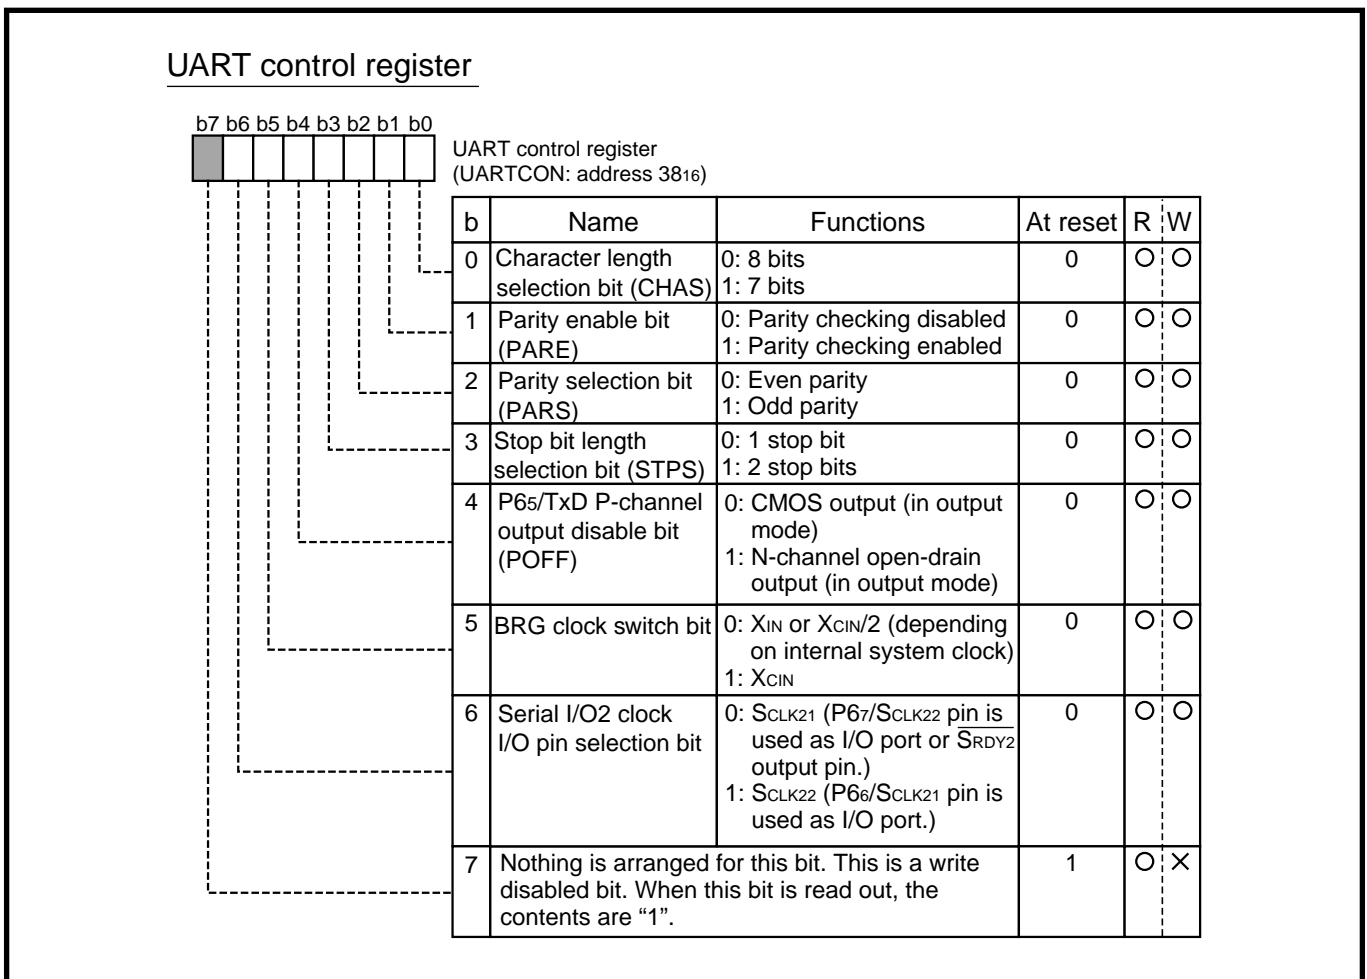 UART control register
b7 b6 b5 b4 b3 b2 b1 b0
UART control register
(UARTCON: address 3816)
b Name Functions At reset R W
0 Character length 0: 8 bits 0 O O
selection bit (CHAS) 1: 7 bits
1 Parity enable bit 0: Parity checking disabled 0 O O
(PARE) 1: Parity checking enabled
2 Parity selection bit 0: Even parity 0 O O
(PARS) 1: Odd parity
3 Stop bit length 0: 1 stop bit 0 O O
selection bit (STPS) 1: 2 stop bits
4 P65/TxD P-channel 0: CMOS output (in output 0 O O
output disable bit mode)
(POFF) 1: N-channel open-drain
output (in output mode)
5 BRG clock switch bit 0: XIN or XCIN/2 (depending 0 O O
on internal system clock)
1: XCIN
6 Serial I/O2 clock 0: SCLK21 (P67/SCLK22 pin is 0 O O
I/O pin selection bit used as I/O port or SRDY2
output pin.)
1: SCLK22 (P66/SCLK21 pin is
used as I/O port.)
7 Nothing is arranged for this bit. This is a write 1 O ×
disabled bit. When this bit is read out, the
contents are “1”.